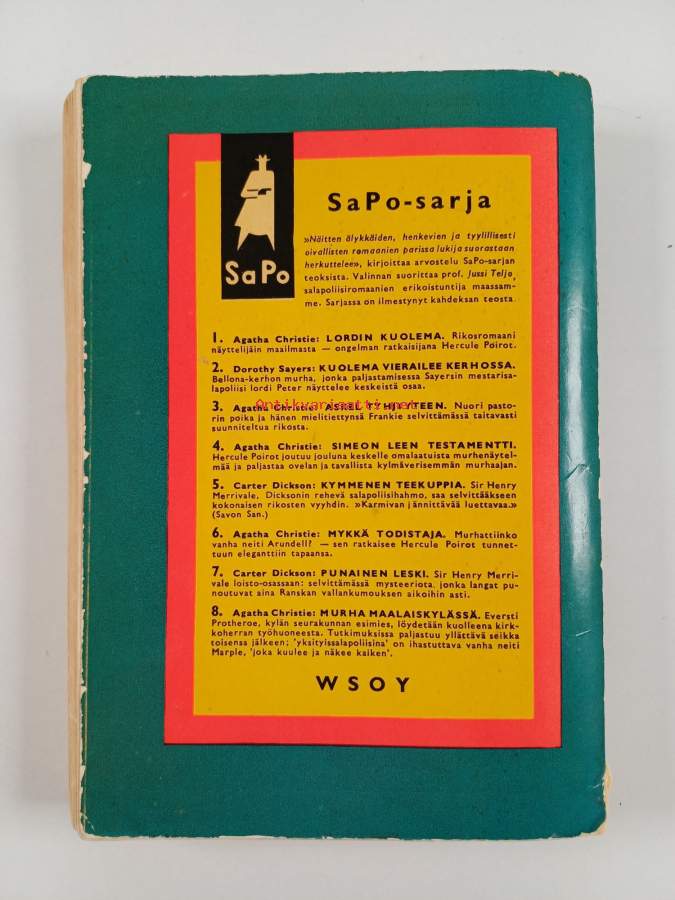 SaPo
SaPo-sarja
»Näitten älykkäiden, henkevien ja tyylillisesti
oivallisten romaanien parissa lukija suorastaan
herkuttelee», kirjoittaa arvostelu SaPo-sarjan
teoksista. Valinnan suorittaa prof. Jussi Teljo,
salapoliisiromaanien erikoistuntija maassam-
me. Sarjassa on ilmestynyt kahdeksan teosta.
1. Agatha Christie: LORDIN KUOLEMA. Rikosromaani
näyttelijäin maailmasta — ongelman ratkaisijana Hercule Poirot.
2. Dorothy Sayers: KUOLEMA VIERAILEE KERHOSSA.
Bellona-kerhon murha, jonka paljastamisessa Sayersin mestarisa-
lapoliisi lordi Peter näyttelee keskeistä osaa.
Antikvariaatti.net
3. Agatha Christie: ASKEL TYHJYYTEEN. Nuori pasto-
rin poika ja hänen mielitiettynsä Frankie selvittämässä taitavasti
suunniteltua rikosta.
4. Agatha Christie: SIMEON LEEN TESTAMENTTI.
Hercule Poirot joutuu jouluna keskelle omalaatuista murhenäytel-
mää ja paljastaa ovelan ja tavallista kylmäverisemmän murhaajan.
5. Carter Dickson: KYMMENEN TEEKUPPIA. Sir Henry
Merrivale, Dicksonin rehevä salapoliisihahmo, saa selvittääkseen
kokonaisen rikosten vyyhdin. »Karmivan jännittävää luettavaa.»
(Savon San.)
6. Agatha Christie: MYKKÄ TODISTAJA. Murhattiinko
vanha neiti Arundell? — sen ratkaisee Hercule Poirot tunnet-
tuun eleganttiin tapaansa.
7. Carter Dickson: PUNAINEN LESKI. Sir Henry Merri-
vale loisto-osassaan: selvittämässä mysteeriota, jonka langat pu-
noutuvat aina Ranskan vallankumouksen aikoihin asti.
8. Agatha Christie: MURHA MAALAISKYLÄSSÄ. Eversti
Protheroe, kylän seurakunnan esimies, löydetään kuolleena kirk-
koherran työhuoneesta. Tutkimuksissa paljastuu yllättävä seikka
toisensa jälkeen; 'yksityissalapoliisina' on ihastuttava vanha neiti
Marple, 'joka kuulee ja näkee kaiken'.
WSOY